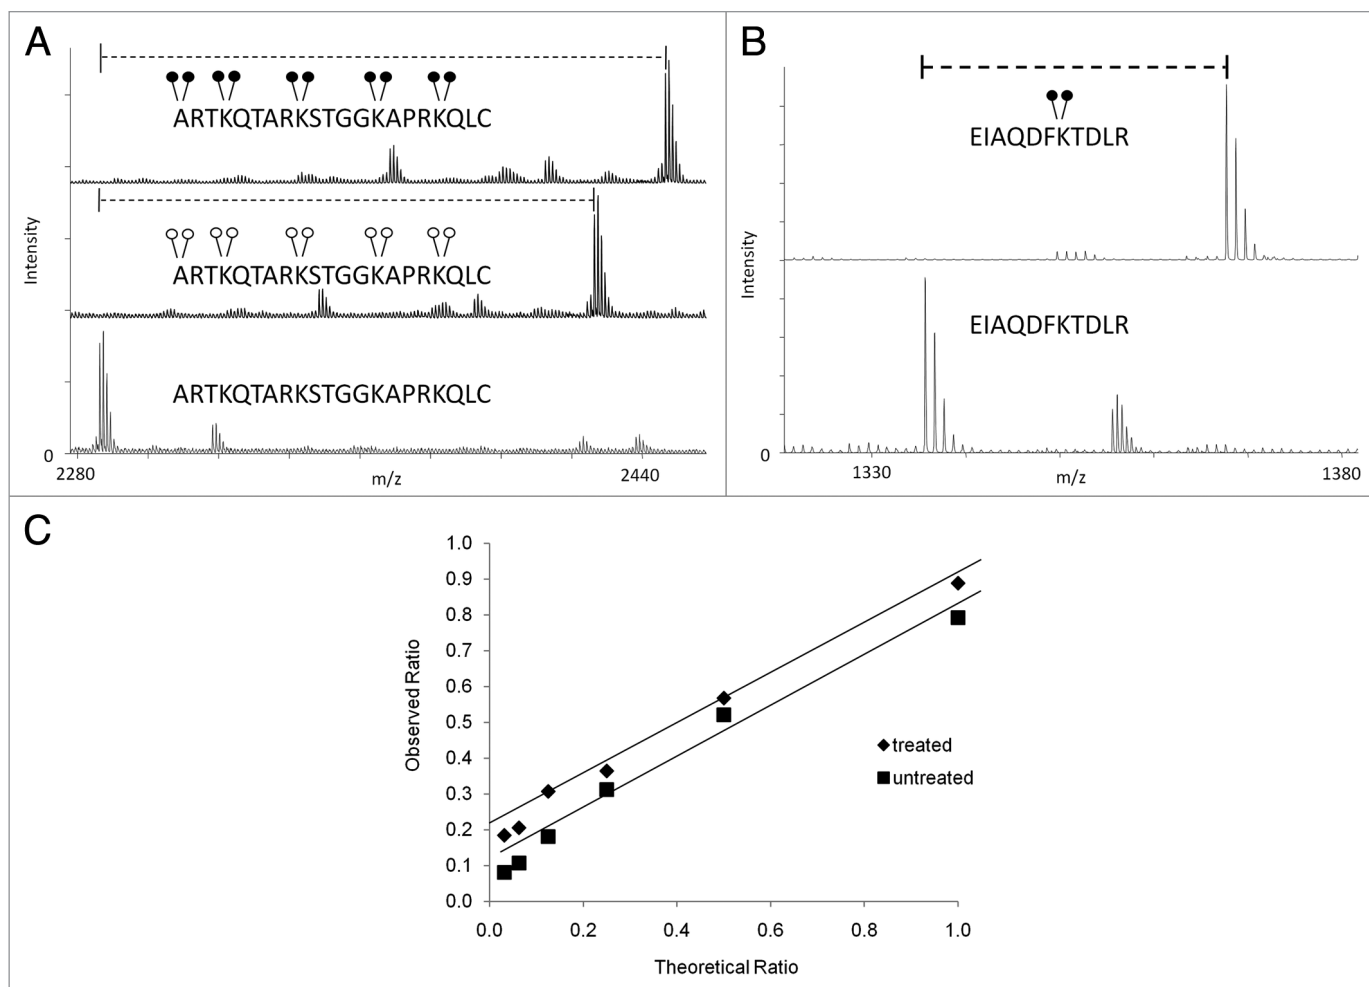 A
ARTKQTARKSTGGKAPRKQLC
ARTKQTARKSTGGKAPRKQLC
ARTKQTARKSTGGKAPRKQLC
Intensity
0
2280
m/z
2440
B
EIAQDFKTDLR
EIAQDFKTDLR
Intensity
0
1330
m/z
1380
C
1.0
0.9
0.8
0.7
0.6
0.5
0.4
0.3
0.2
0.1
0.0
Observed Ratio
treated
untreated
0.0 0.2 0.4 0.6 0.8 1.0
Theoretical Ratio